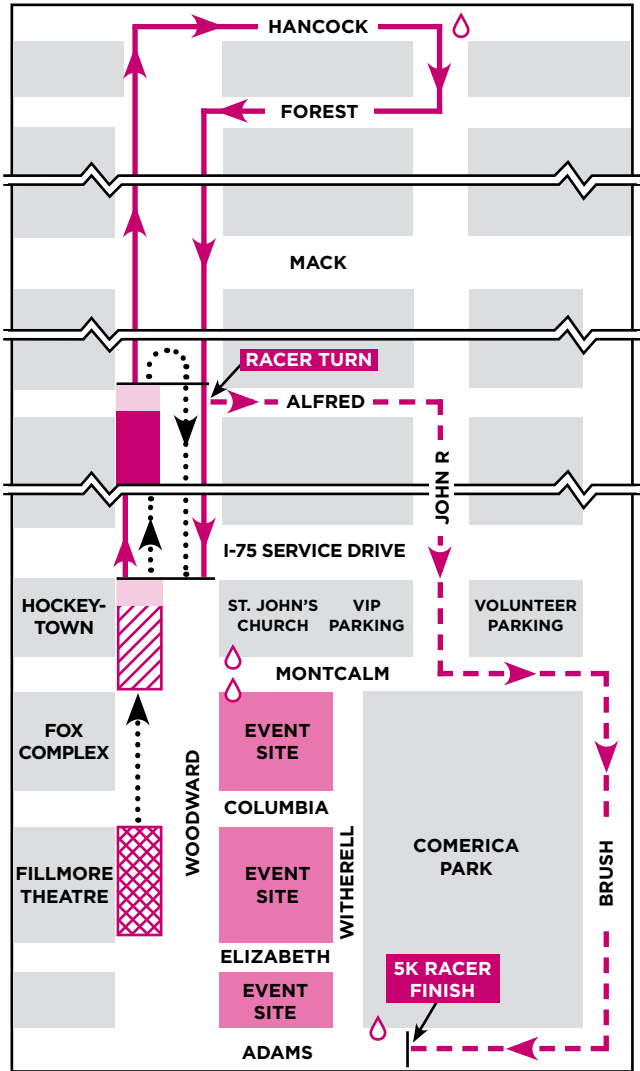 HANCOCK
FOREST
MACK
RACER TURN
ALFRED
JOHN R
I-75 SERVICE DRIVE
HOCKEY-
TOWN
ST. JOHN'S
CHURCH
VIP
PARKING
VOLUNTEER
PARKING
MONTCALM
FOX
COMPLEX
EVENT
SITE
WOODWARD
COLUMBIA
FILLMORE
THEATRE
EVENT
SITE
WITHERELL
COMERICA
PARK
BRUSH
ELIZABETH
EVENT
SITE
5K RACER
FINISH
ADAMS